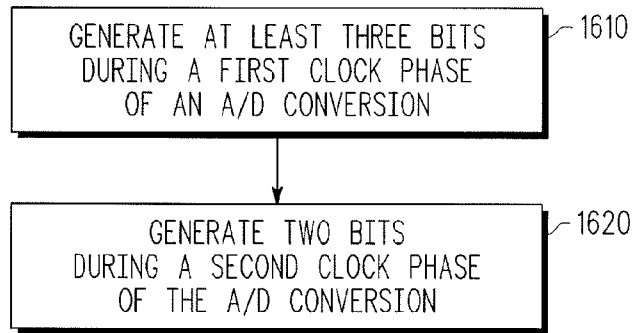 GENERATE AT LEAST THREE BITS
DURING A FIRST CLOCK PHASE
OF AN A/D CONVERSION
1610
GENERATE TWO BITS
DURING A SECOND CLOCK PHASE
OF THE A/D CONVERSION
1620